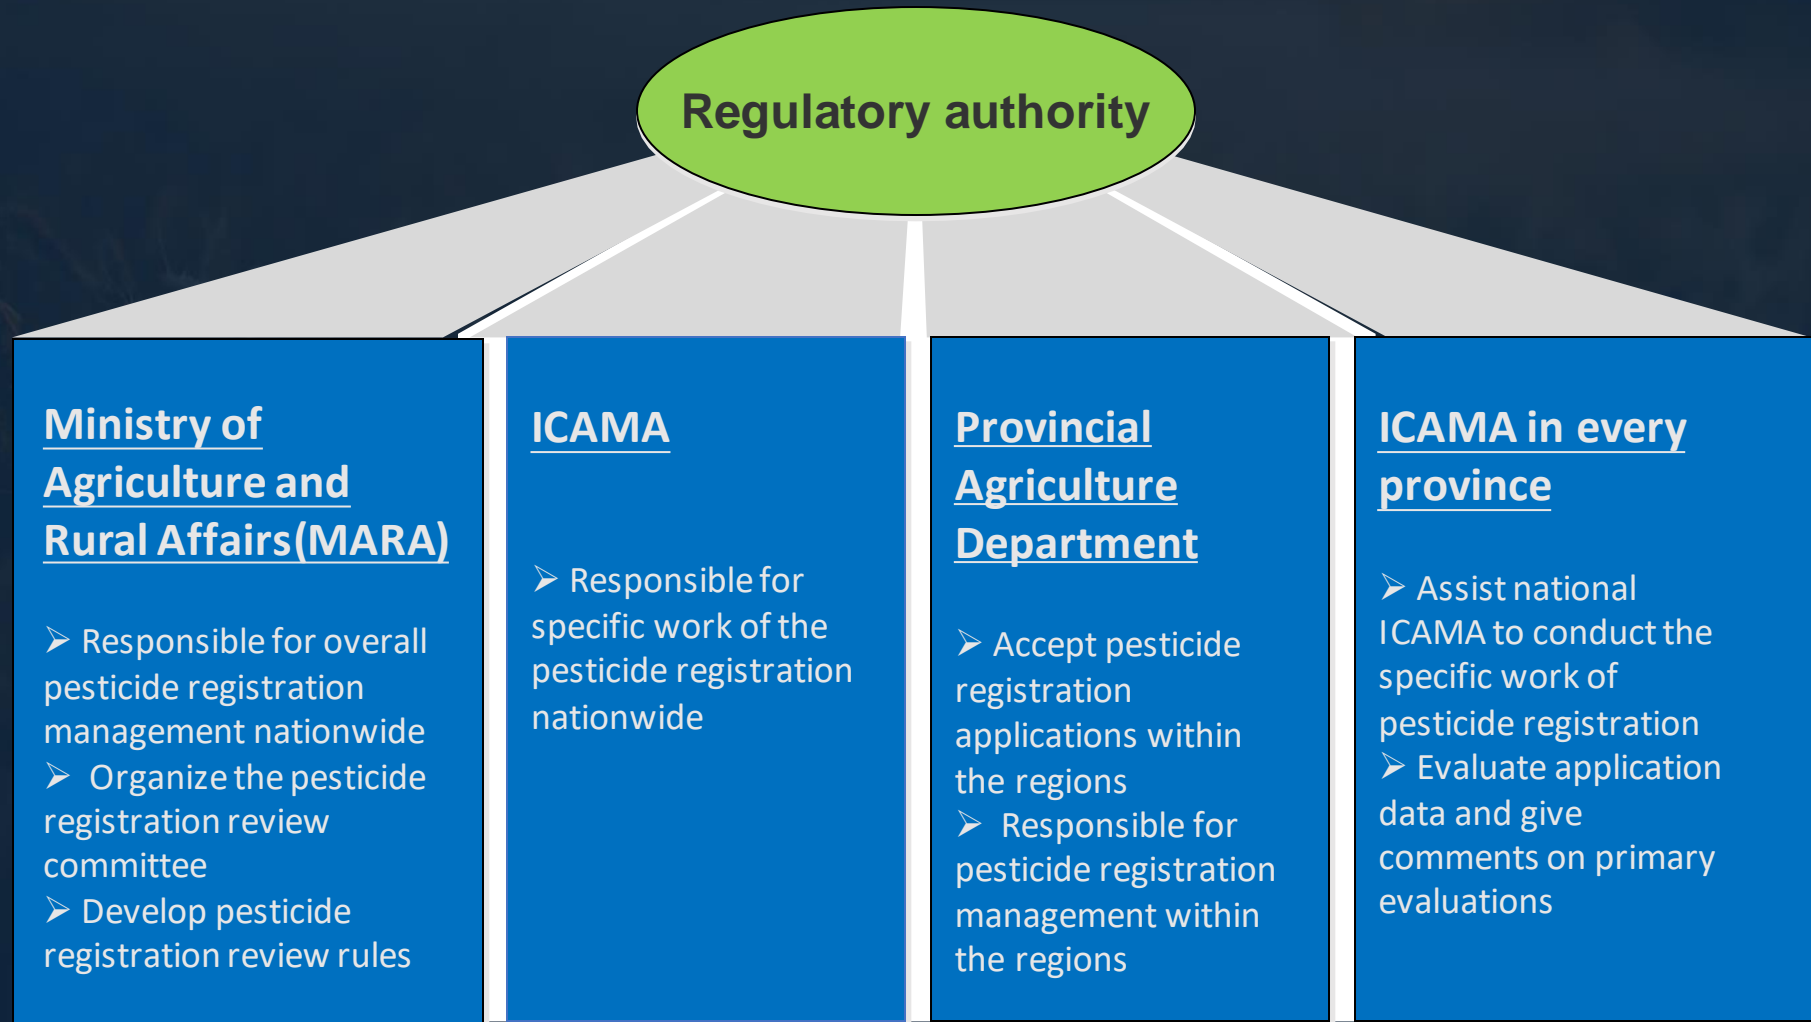 Regulatory authority
Ministry of
Agriculture and
Rural Affairs(MARA)
➢ Responsible for overall
pesticide registration
management nationwide
➢ Organize the pesticide
registration review
committee
➢ Develop pesticide
registration review rules
ICAMA
➢ Responsible for
specific work of the
pesticide registration
nationwide
Provincial
Agriculture
Department
➢ Accept pesticide
registration
applications within
the regions
➢ Responsible for
pesticide registration
management within
the regions
ICAMA in every
province
➢ Assist national
ICAMA to conduct the
specific work of
pesticide registration
➢ Evaluate application
data and give
comments on primary
evaluations